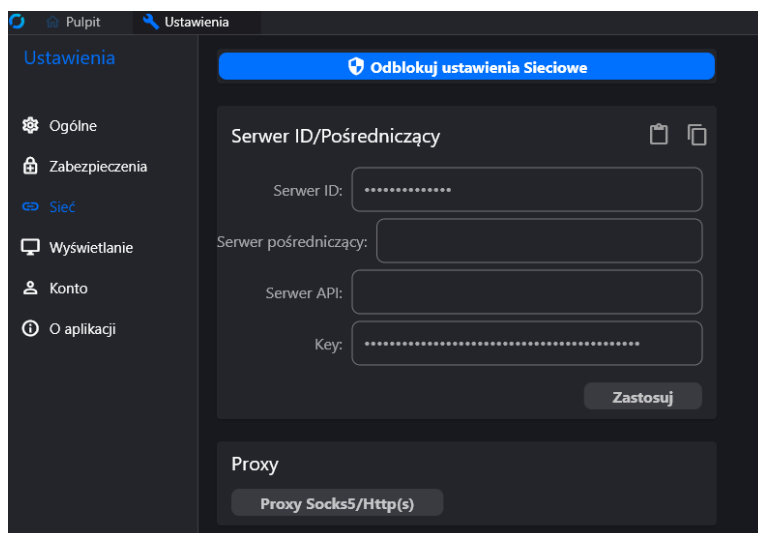 Pulpit
Ustawienia
Ustawienia
Odblokuj ustawienia Sieciowe
Ogólne
Zabezpieczenia
Sieć
Wyświetlanie
Konto
O aplikacji
Serwer ID/Pośredniczący
Serwer ID: ••••••••••••••
Serwer pośredniczący:
Serwer API:
Key: ••••••••••••••••••••••••••••••••••••••••••••
Zastosuj
Proxy
Proxy Socks5/Http(s)